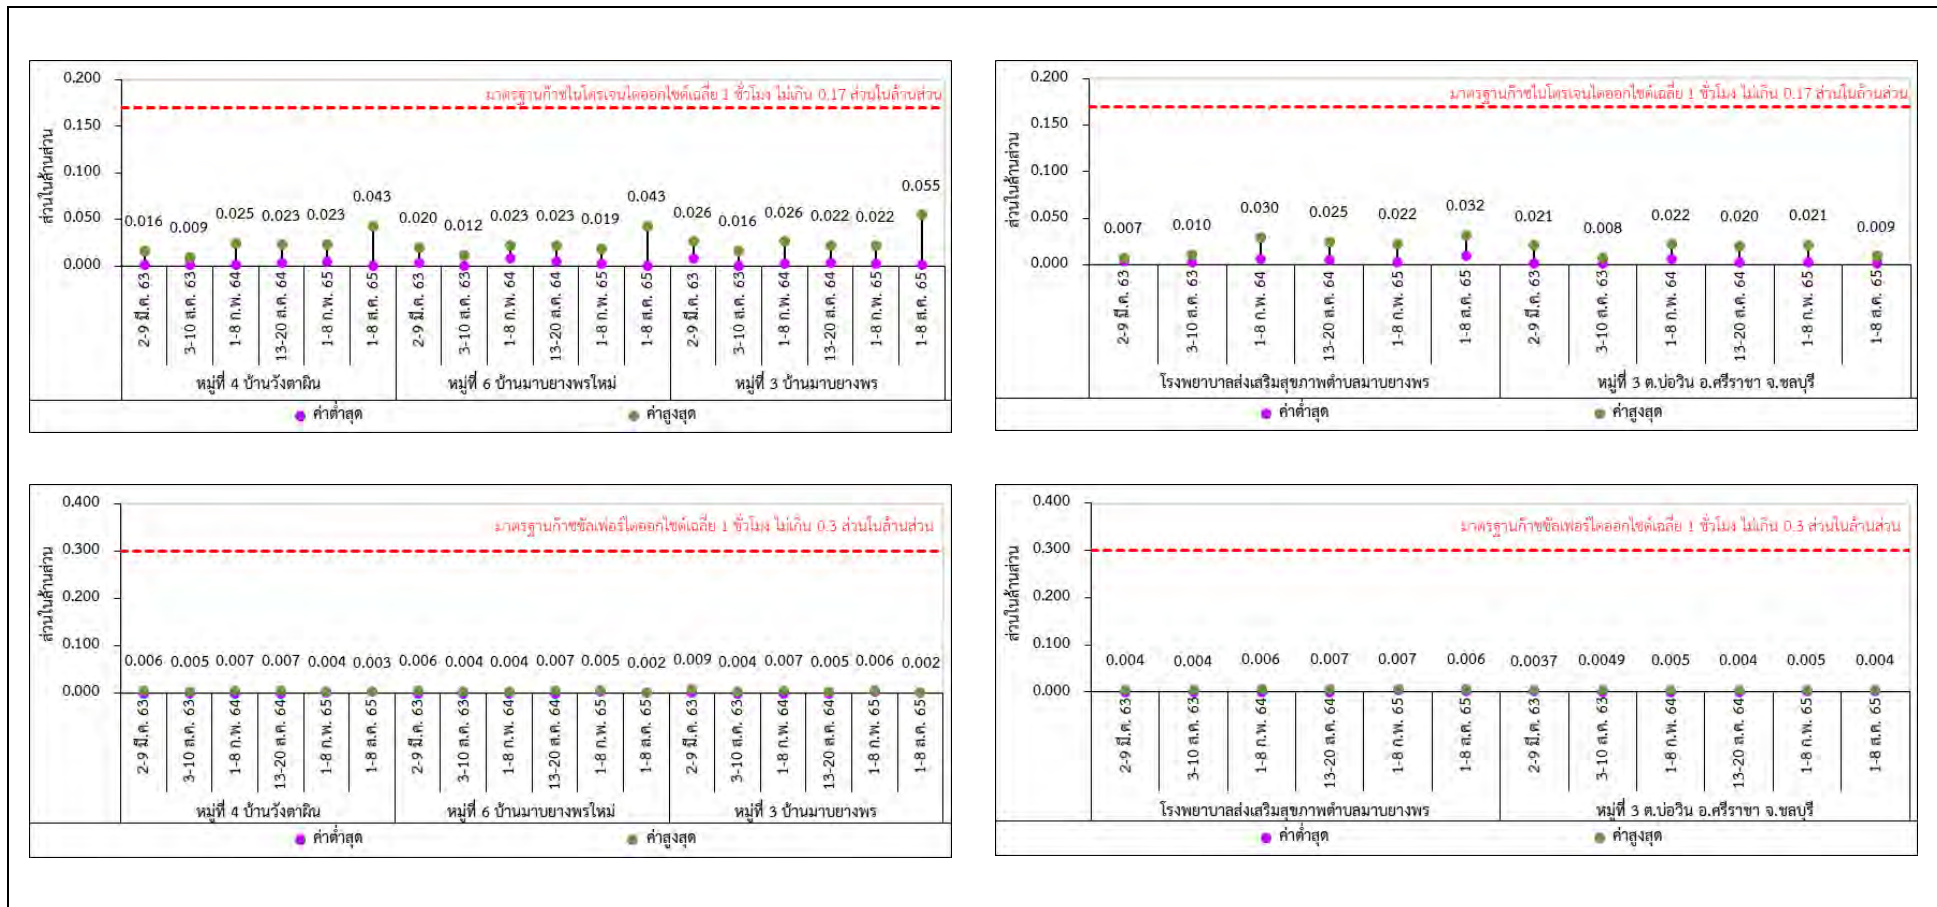 0.200
มาตรฐานก๊าซไนโตรเจนไดออกไซด์เฉลี่ย 1 ชั่วโมง ไม่เกิน 0.17 ส่วนในล้านส่วน
0.150
0.100
0.050
0.000
ส่วนในล้านส่วน
0.016 0.009 0.025 0.023 0.023 0.043 0.020 0.012 0.023 0.023 0.019 0.043 0.026 0.016 0.026 0.022 0.022 0.055
2-9 มี.ค. 63
3-10 ส.ค. 63
1-8 ก.พ. 64
13-20 ส.ค. 64
1-8 ก.พ. 65
1-8 ส.ค. 65
2-9 มี.ค. 63
3-10 ส.ค. 63
1-8 ก.พ. 64
13-20 ส.ค. 64
1-8 ก.พ. 65
1-8 ส.ค. 65
2-9 มี.ค. 63
3-10 ส.ค. 63
1-8 ก.พ. 64
13-20 ส.ค. 64
1-8 ก.พ. 65
1-8 ส.ค. 65
หมู่ที่ 4 บ้านวังตาผิน หมู่ที่ 6 บ้านมาบยางพรใหม่ หมู่ที่ 3 บ้านมาบยางพร
ค่าต่ำสุด ค่าสูงสุด
0.200
มาตรฐานก๊าซไนโตรเจนไดออกไซด์เฉลี่ย 1 ชั่วโมง ไม่เกิน 0.17 ส่วนในล้านส่วน
0.150
0.100
0.050
0.000
ส่วนในล้านส่วน
0.007 0.010 0.030 0.025 0.022 0.032 0.021 0.008 0.022 0.020 0.021 0.009
2-9 มี.ค. 63
3-10 ส.ค. 63
1-8 ก.พ. 64
13-20 ส.ค. 64
1-8 ก.พ. 65
1-8 ส.ค. 65
2-9 มี.ค. 63
3-10 ส.ค. 63
1-8 ก.พ. 64
13-20 ส.ค. 64
1-8 ก.พ. 65
1-8 ส.ค. 65
โรงพยาบาลส่งเสริมสุขภาพตำบลมาบยางพร หมู่ที่ 3 ต.บ่อวิน อ.ศรีราชา จ.ชลบุรี
ค่าต่ำสุด ค่าสูงสุด
0.400
มาตรฐานก๊าซซัลเฟอร์ไดออกไซด์เฉลี่ย 1 ชั่วโมง ไม่เกิน 0.3 ส่วนในล้านส่วน
0.300
0.200
0.100
0.000
ส่วนในล้านส่วน
0.006 0.005 0.007 0.007 0.004 0.003 0.006 0.004 0.004 0.007 0.005 0.002 0.009 0.004 0.007 0.005 0.006 0.002
2-9 มี.ค. 63
3-10 ส.ค. 63
1-8 ก.พ. 64
13-20 ส.ค. 64
1-8 ก.พ. 65
1-8 ส.ค. 65
2-9 มี.ค. 63
3-10 ส.ค. 63
1-8 ก.พ. 64
13-20 ส.ค. 64
1-8 ก.พ. 65
1-8 ส.ค. 65
2-9 มี.ค. 63
3-10 ส.ค. 63
1-8 ก.พ. 64
13-20 ส.ค. 64
1-8 ก.พ. 65
1-8 ส.ค. 65
หมู่ที่ 4 บ้านวังตาผิน หมู่ที่ 6 บ้านมาบยางพรใหม่ หมู่ที่ 3 บ้านมาบยางพร
ค่าต่ำสุด ค่าสูงสุด
0.400
มาตรฐานก๊าซซัลเฟอร์ไดออกไซด์เฉลี่ย 1 ชั่วโมง ไม่เกิน 0.3 ส่วนในล้านส่วน
0.300
0.200
0.100
0.000
ส่วนในล้านส่วน
0.004 0.004 0.006 0.007 0.007 0.006 0.0037 0.0049 0.005 0.004 0.005 0.004
2-9 มี.ค. 63
3-10 ส.ค. 63
1-8 ก.พ. 64
13-20 ส.ค. 64
1-8 ก.พ. 65
1-8 ส.ค. 65
2-9 มี.ค. 63
3-10 ส.ค. 63
1-8 ก.พ. 64
13-20 ส.ค. 64
1-8 ก.พ. 65
1-8 ส.ค. 65
โรงพยาบาลส่งเสริมสุขภาพตำบลมาบยางพร หมู่ที่ 3 ต.บ่อวิน อ.ศรีราชา จ.ชลบุรี
ค่าต่ำสุด ค่าสูงสุด